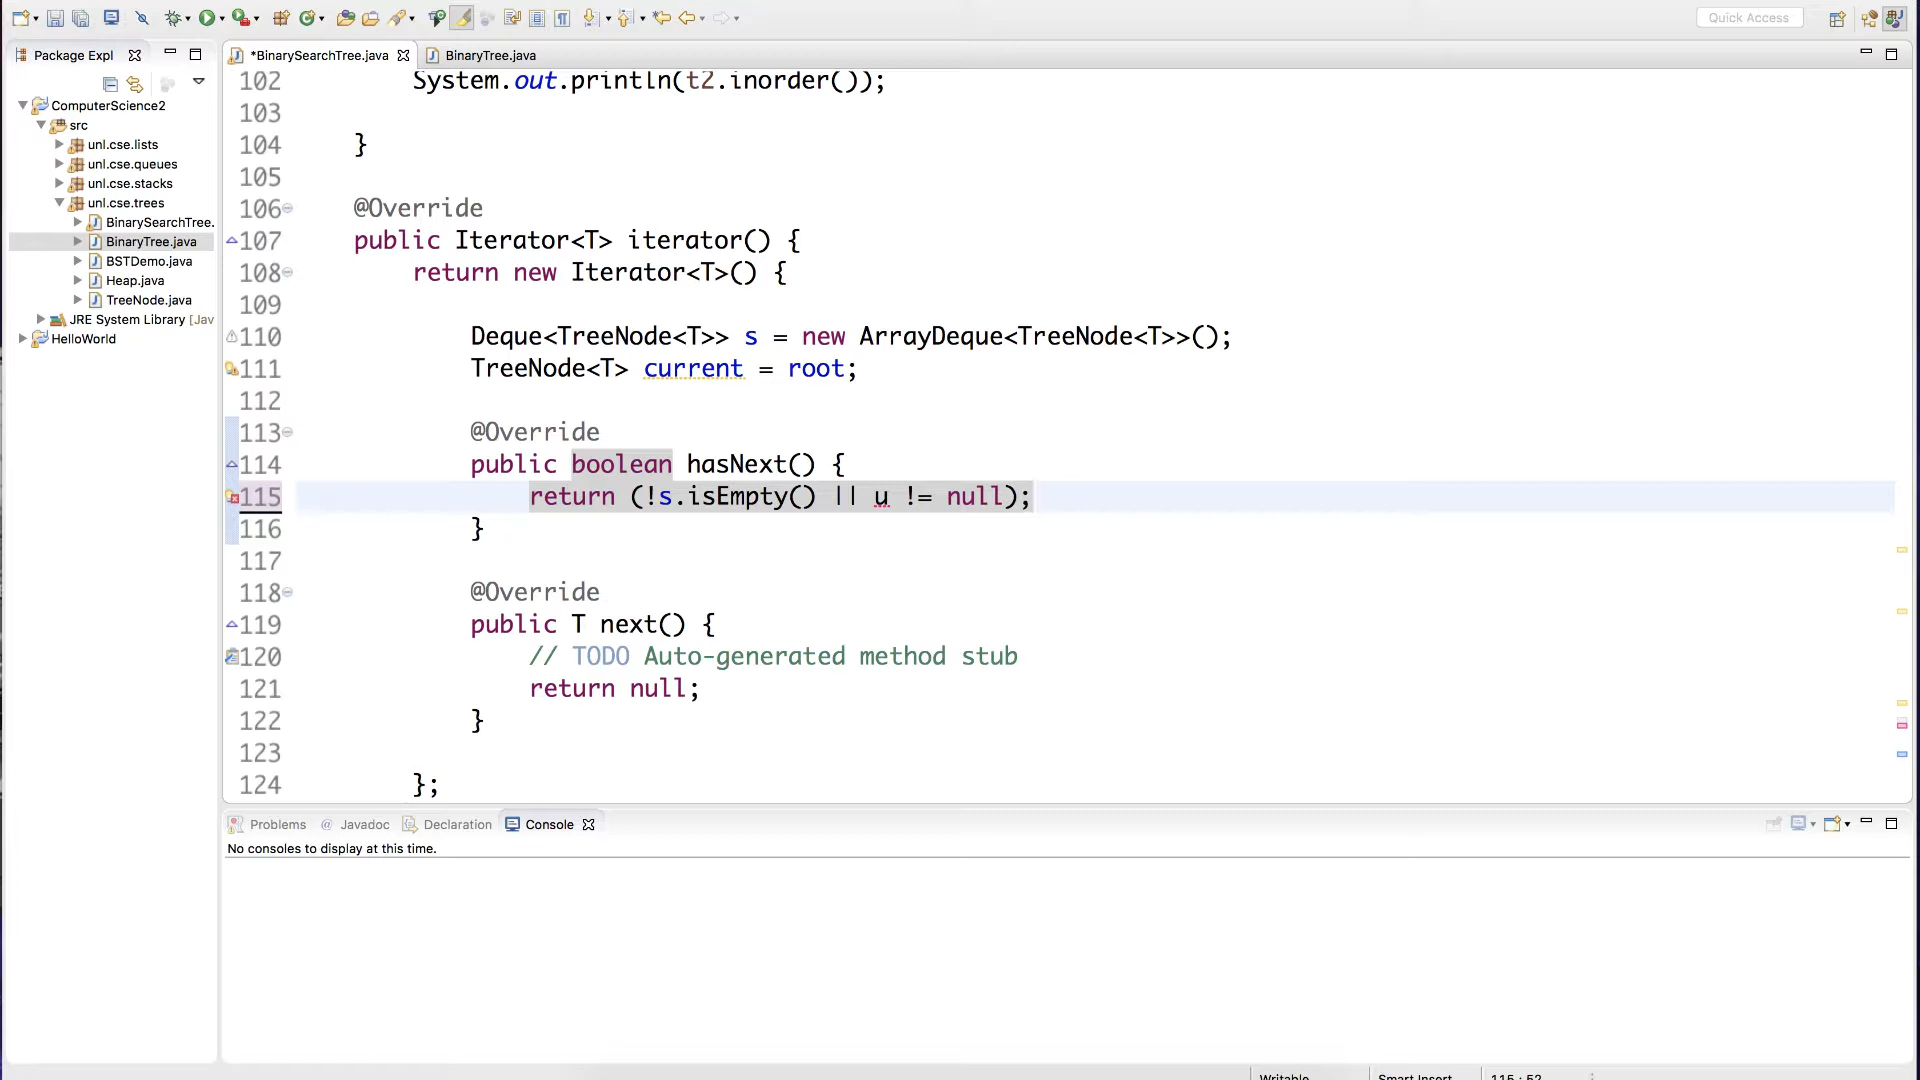 Quick Access
Package Expl
*BinarySearchTree.java
BinaryTree.java
ComputerScience2
src
unl.cse.lists
unl.cse.queues
unl.cse.stacks
unl.cse.trees
BinarySearchTree.
BinaryTree.java
BSTDemo.java
Heap.java
TreeNode.java
JRE System Library [Jav
HelloWorld
102 System.out.println(t2.inorder());
103
104 }
105
106 @Override
107 public Iterator<T> iterator() {
108 return new Iterator<T>() {
109
110 Deque<TreeNode<T>> s = new ArrayDeque<TreeNode<T>>();
111 TreeNode<T> current = root;
112
113 @Override
114 public boolean hasNext() {
115 return (!s.isEmpty() || u != null);
116 }
117
118 @Override
119 public T next() {
120 // TODO Auto-generated method stub
121 return null;
122 }
123
124 };
Problems @ Javadoc Declaration Console
No consoles to display at this time.
Writable Smart Insert 115 : 52